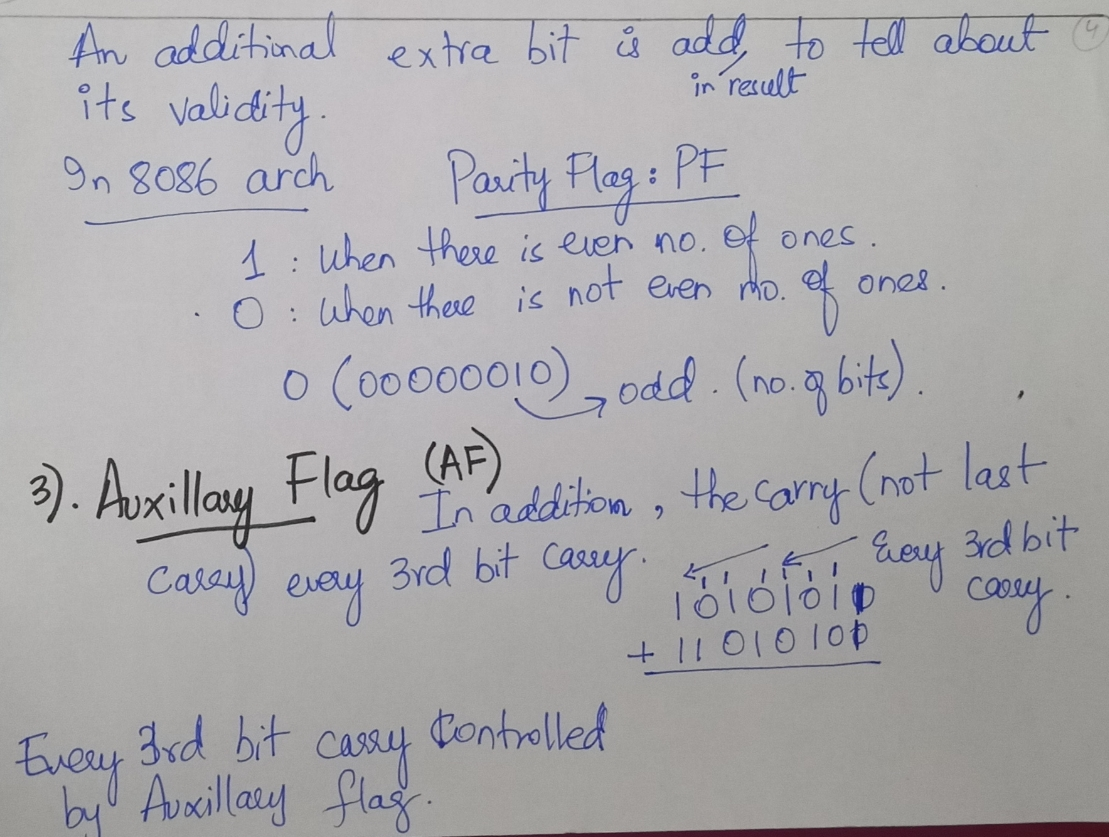 An additional extra bit is add, to tell about
in result
its validity.
In 8086 arch
Parity Flag: PF
1 : When there is even no. of ones.
0 : When there is not even no. of ones.
0 (00000010) → odd. (no. of bits).
3). Auxillary Flag (AF)
In addition, the carry (not last
carry) every 3rd bit carry.
Every 3rd bit
carry.
+ 11010100
Every 3rd bit carry Controlled
by Auxillary flag.
4